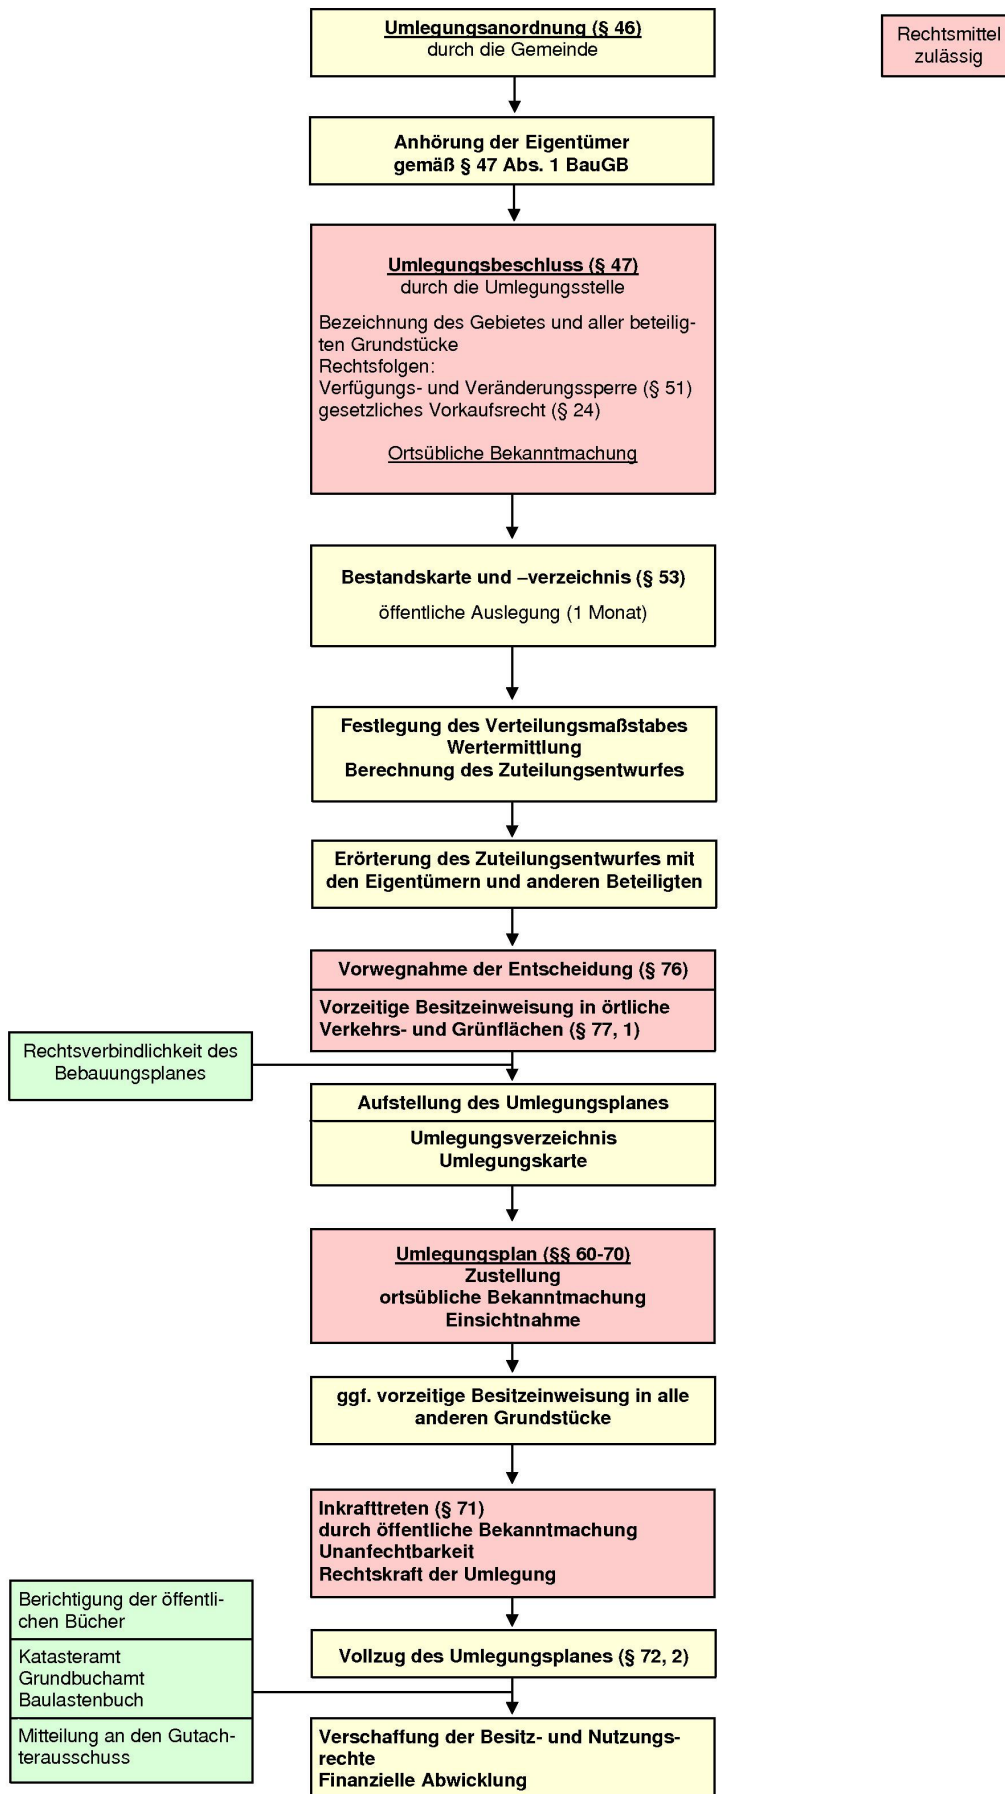 Umlegungsanordnung (§ 46)
durch die Gemeinde
Rechtsmittel
zulässig
Anhörung der Eigentümer
gemäß § 47 Abs. 1 BauGB
Umlegungsbeschluss (§ 47)
durch die Umlegungsstelle
Bezeichnung des Gebietes und aller beteilig-
ten Grundstücke
Rechtsfolgen:
Verfügungs- und Veränderungssperre (§ 51)
gesetzliches Vorkaufsrecht (§ 24)
Ortsübliche Bekanntmachung
Bestandskarte und –verzeichnis (§ 53)
öffentliche Auslegung (1 Monat)
Festlegung des Verteilungsmaßstabes
Wertermittlung
Berechnung des Zuteilungsentwurfes
Erörterung des Zuteilungsentwurfes mit
den Eigentümern und anderen Beteiligten
Vorwegnahme der Entscheidung (§ 76)
Vorzeitige Besitzeinweisung in örtliche
Verkehrs- und Grünflächen (§ 77, 1)
Rechtsverbindlichkeit des
Bebauungsplanes
Aufstellung des Umlegungsplanes
Umlegungsverzeichnis
Umlegungskarte
Umlegungsplan (§§ 60-70)
Zustellung
ortsübliche Bekanntmachung
Einsichtnahme
ggf. vorzeitige Besitzeinweisung in alle
anderen Grundstücke
Inkrafttreten (§ 71)
durch öffentliche Bekanntmachung
Unanfechtbarkeit
Rechtskraft der Umlegung
Berichtigung der öffentli-
chen Bücher
Katasteramt
Grundbuchamt
Baulastenbuch
Mitteilung an den Gutach-
terausschuss
Vollzug des Umlegungsplanes (§ 72, 2)
Verschaffung der Besitz- und Nutzungs-
rechte
Finanzielle Abwicklung